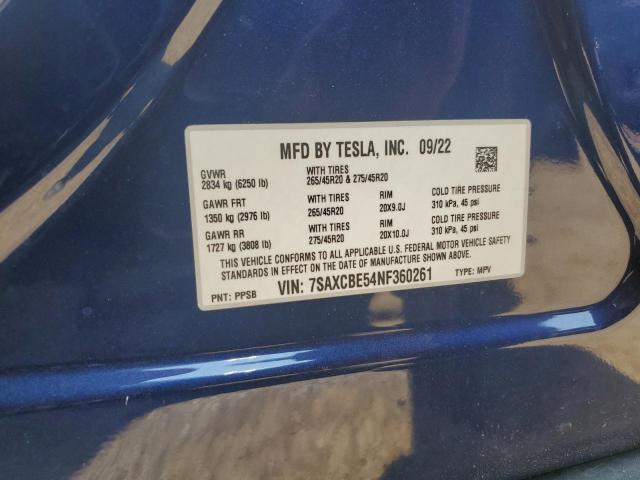 MFD BY TESLA, INC. 09/22
GVWR
2834 kg (6250 lb)
WITH TIRES
265/45R20 & 275/45R20
GAWR FRT
1350 kg (2976 lb)
WITH TIRES
265/45R20
RIM
20X9.0J
COLD TIRE PRESSURE
310 kPa, 45 psi
GAWR RR
1727 kg (3808 lb)
WITH TIRES
275/45R20
RIM
20X10.0J
COLD TIRE PRESSURE
310 kPa, 45 psi
THIS VEHICLE CONFORMS TO ALL APPLICABLE U.S. FEDERAL MOTOR VEHICLE SAFETY
AND THEFT PREVENTION STANDARDS IN EFFECT ON THE DATE OF MANUFACTURE SHOWN ABOVE.
PNT: PPSB VIN: 7SAXCBE54NF360261 TYPE: MPV